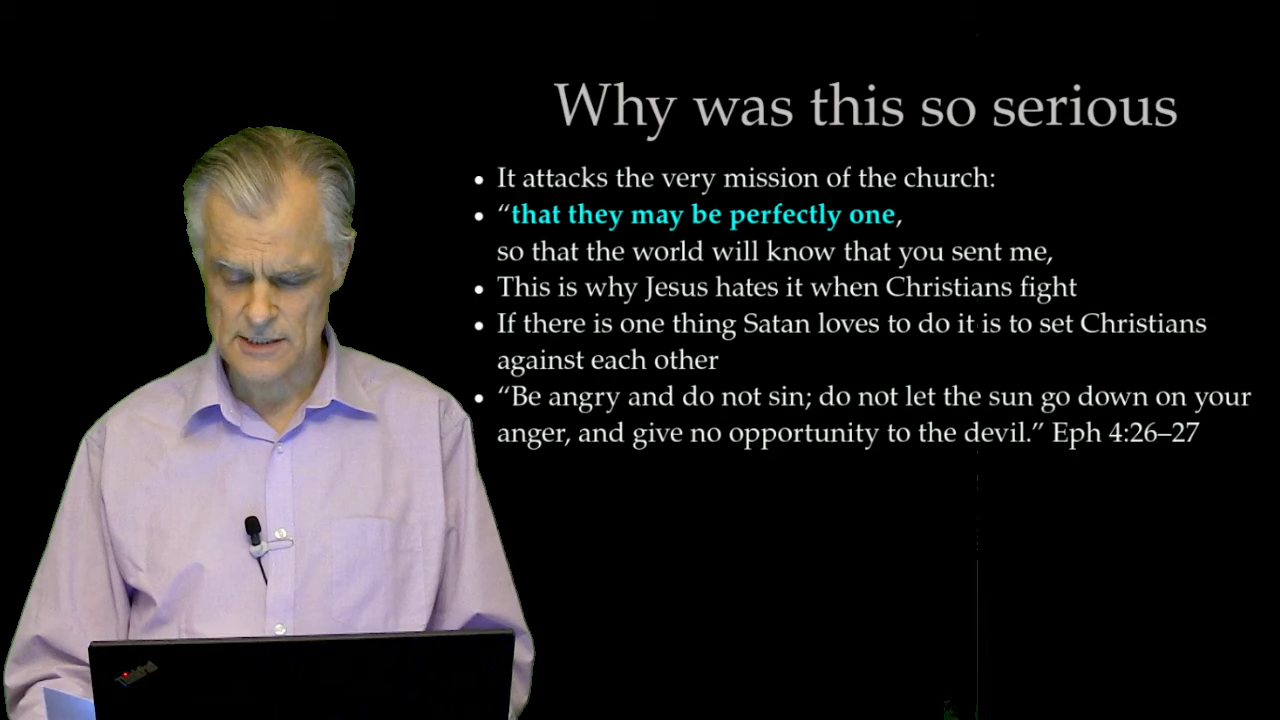 Why was this so serious
• It attacks the very mission of the church:
• “that they may be perfectly one,
so that the world will know that you sent me,
• This is why Jesus hates it when Christians fight
• If there is one thing Satan loves to do it is to set Christians
against each other
• “Be angry and do not sin; do not let the sun go down on your
anger, and give no opportunity to the devil.” Eph 4:26–27
ThinkPad